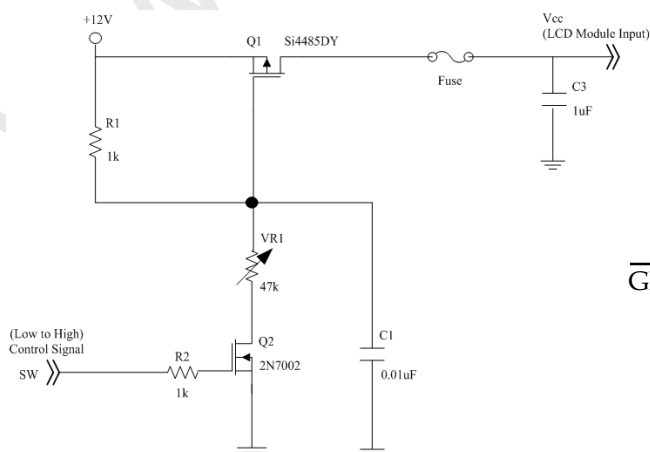 +12V
Q1
Si4485DY
Vcc
(LCD Module Input)
Fuse
C3
1uF
R1
1k
VR1
47k
(Low to High)
Control Signal
SW
R2
1k
Q2
2N7002
C1
0.01uF